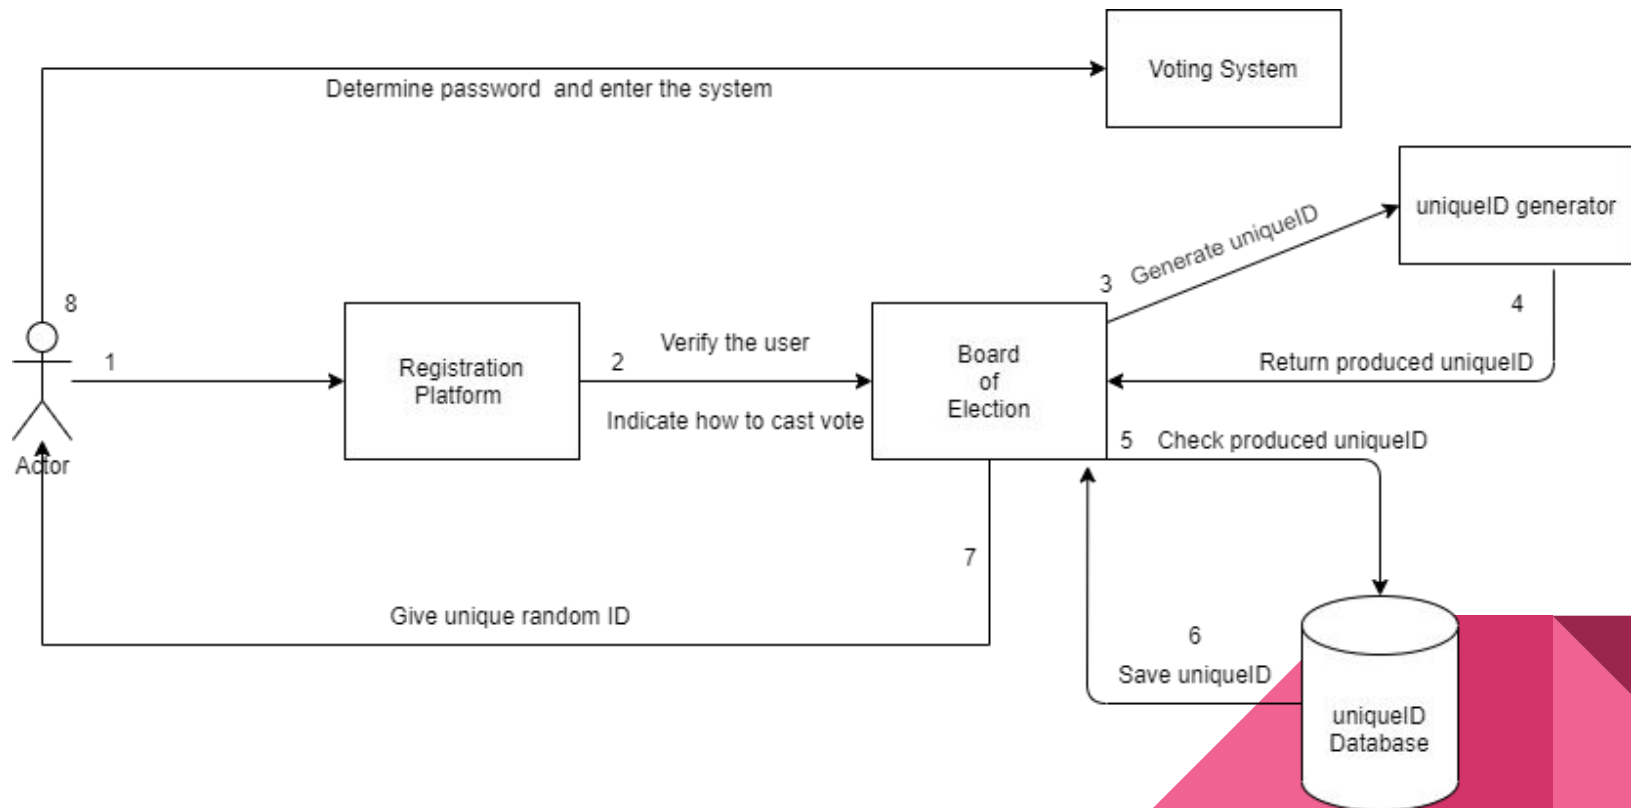 Voting System
Determine password and enter the system
uniqueID generator
3 Generate uniqueID
8
4
1
Registration
Platform
2
Verify the user
Indicate how to cast vote
Board
of
Election
Return produced uniqueID
5 Check produced uniqueID
Actor
7
Give unique random ID
6
Save uniqueID
uniqueID
Database